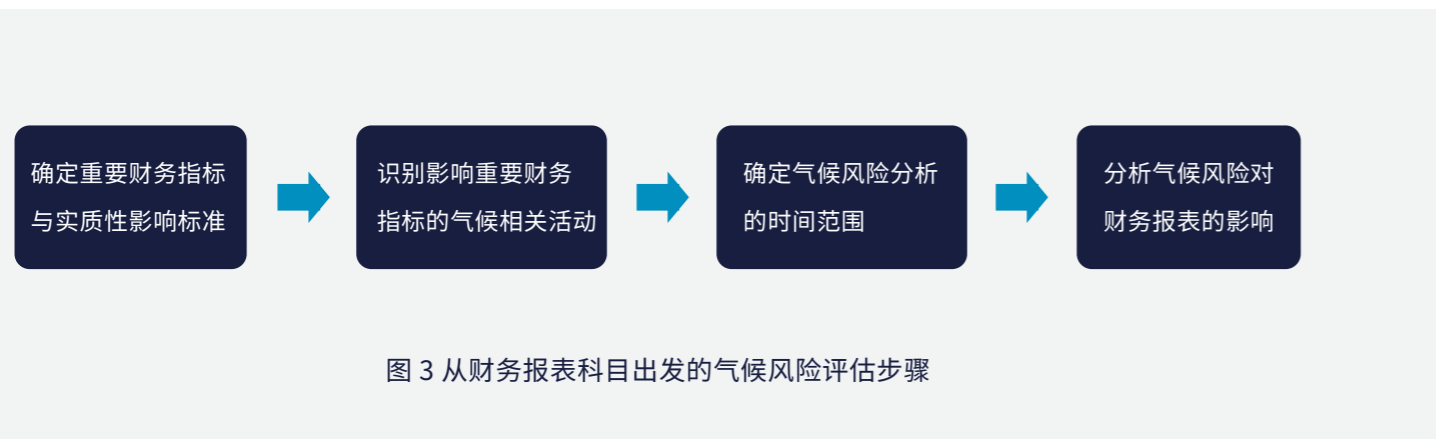 确定重要财务指标
与实质性影响标准
识别影响重要财务
指标的气候相关活动
确定气候风险分析
的时间范围
分析气候风险对
财务报表的影响
图 3 从财务报表科目出发的气候风险评估步骤